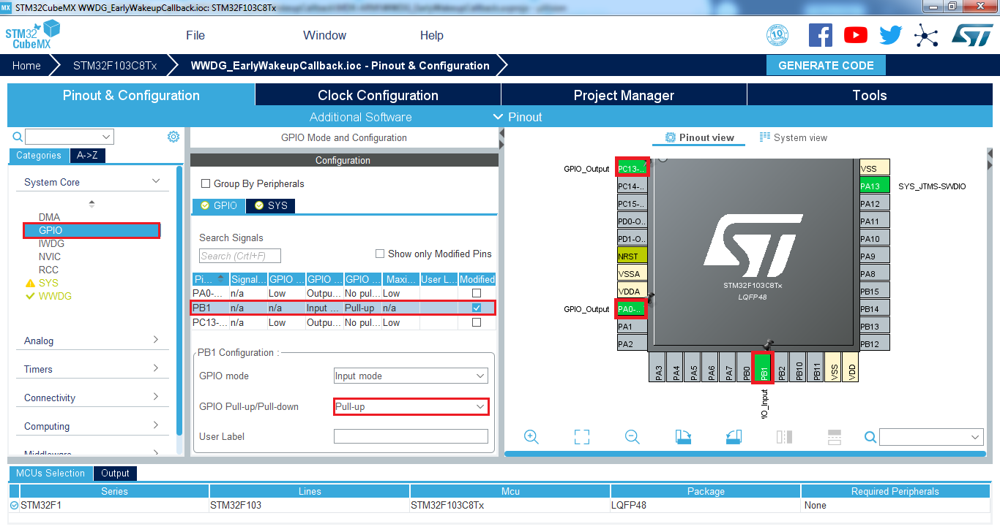 MX STM32CubeMX WWDG_EarlyWakeupCallback.ioc: STM32F103C8Tx
STM32
CubeMX
File Window Help
10
Home STM32F103C8Tx WWDG_EarlyWakeupCallback.ioc - Pinout & Configuration GENERATE CODE
Pinout & Configuration Clock Configuration Project Manager Tools
Additional Software Pinout
Categories A->Z
System Core
DMA
GPIO
IWDG
NVIC
RCC
SYS
WWDG
Analog
Timers
Connectivity
Computing
Middleware
GPIO Mode and Configuration
Configuration
Group By Peripherals
GPIO SYS
Search Signals
Search (Crtl+F) Show only Modified Pins
Pi... Signal... GPIO ... GPIO ... GPIO ... Maxi... User L... Modified
PA0-... n/a Low Outpu... No pul... Low
PB1 n/a n/a Input ... Pull-up n/a
PC13-... n/a Low Outpu... No pul... Low
PB1 Configuration :
GPIO mode Input mode
GPIO Pull-up/Pull-down Pull-up
User Label
Pinout view System view
GPIO_Output PC13-..
PC14-..
PC15-..
PD0-O..
PD1-O..
NRST
VSSA
VDDA
GPIO_Output PA0-..
PA1
PA2
VSS
PA13 SYS_JTMS-SWDIO
PA12
PA11
PA10
PA9
PA8
PB15
PB14
PB13
PB12
STM32F103C8Tx
LQFP48
PA3 PA4 PA5 PA6 PA7 PB0 PB1 PB2 PB10 PB11 VSS VDD
PIO_Input
MCUs Selection Output
Series Lines Mcu Package Required Peripherals
STM32F1 STM32F103 STM32F103C8Tx LQFP48 None